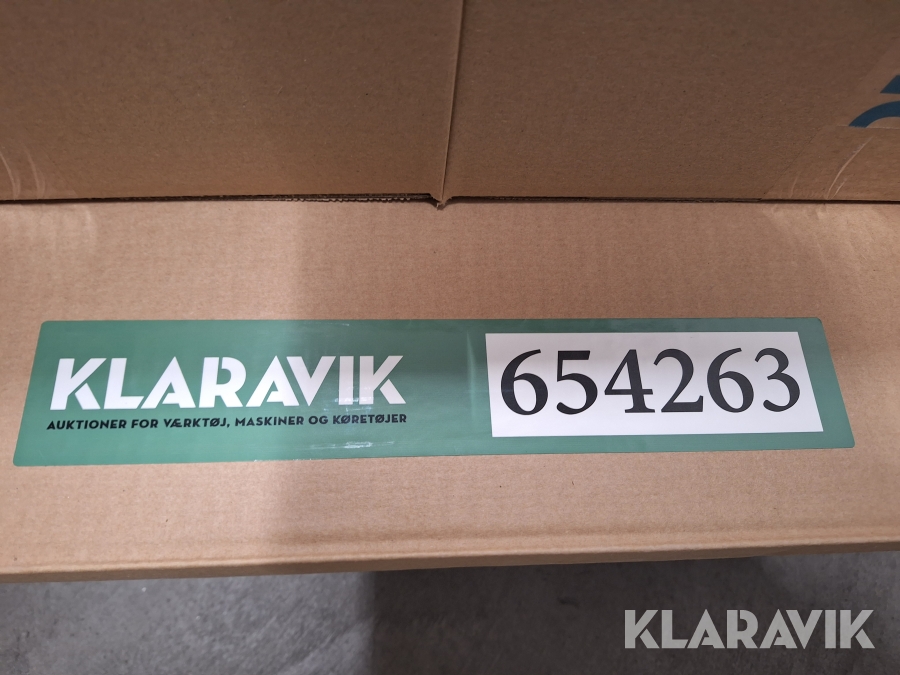 KLARAVIK
AUKTIONER FOR VÆRKTØJ, MASKINER OG KØRETØJER
654263
KLARAVIK